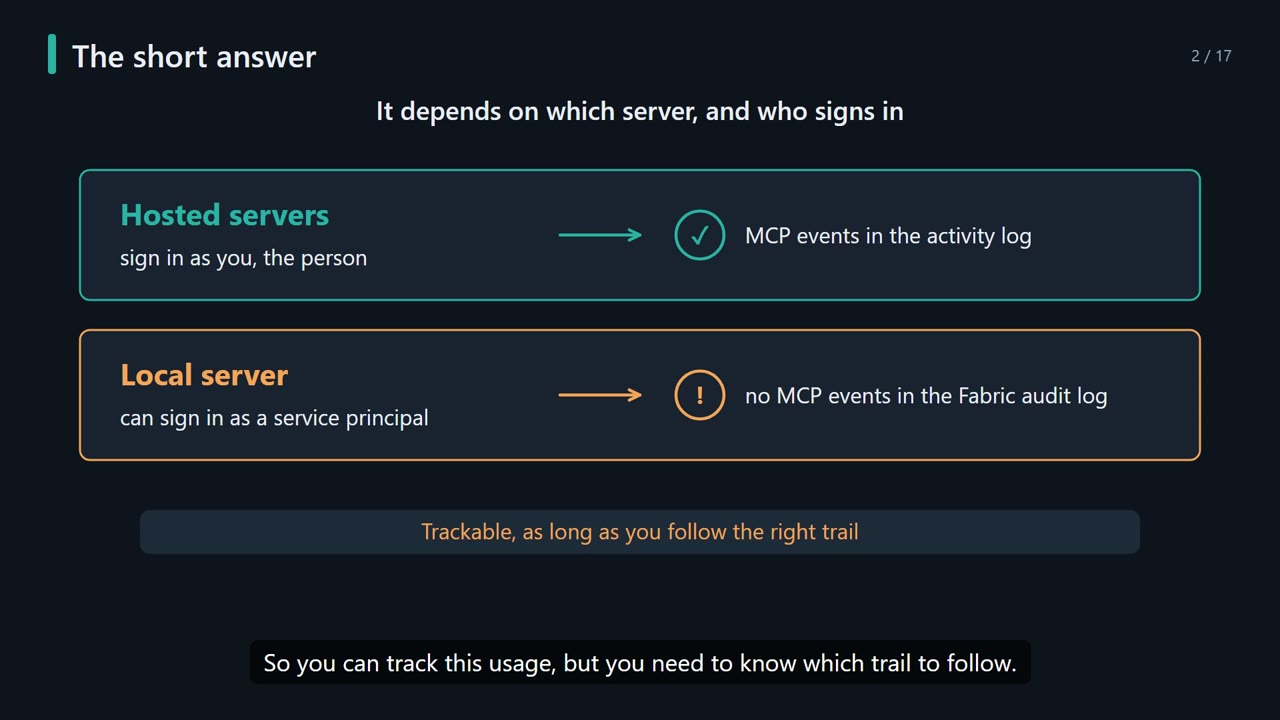 The short answer
2 / 17
It depends on which server, and who signs in
Hosted servers
sign in as you, the person
✓
MCP events in the activity log
Local server
can sign in as a service principal
!
no MCP events in the Fabric audit log
Trackable, as long as you follow the right trail
So you can track this usage, but you need to know which trail to follow.